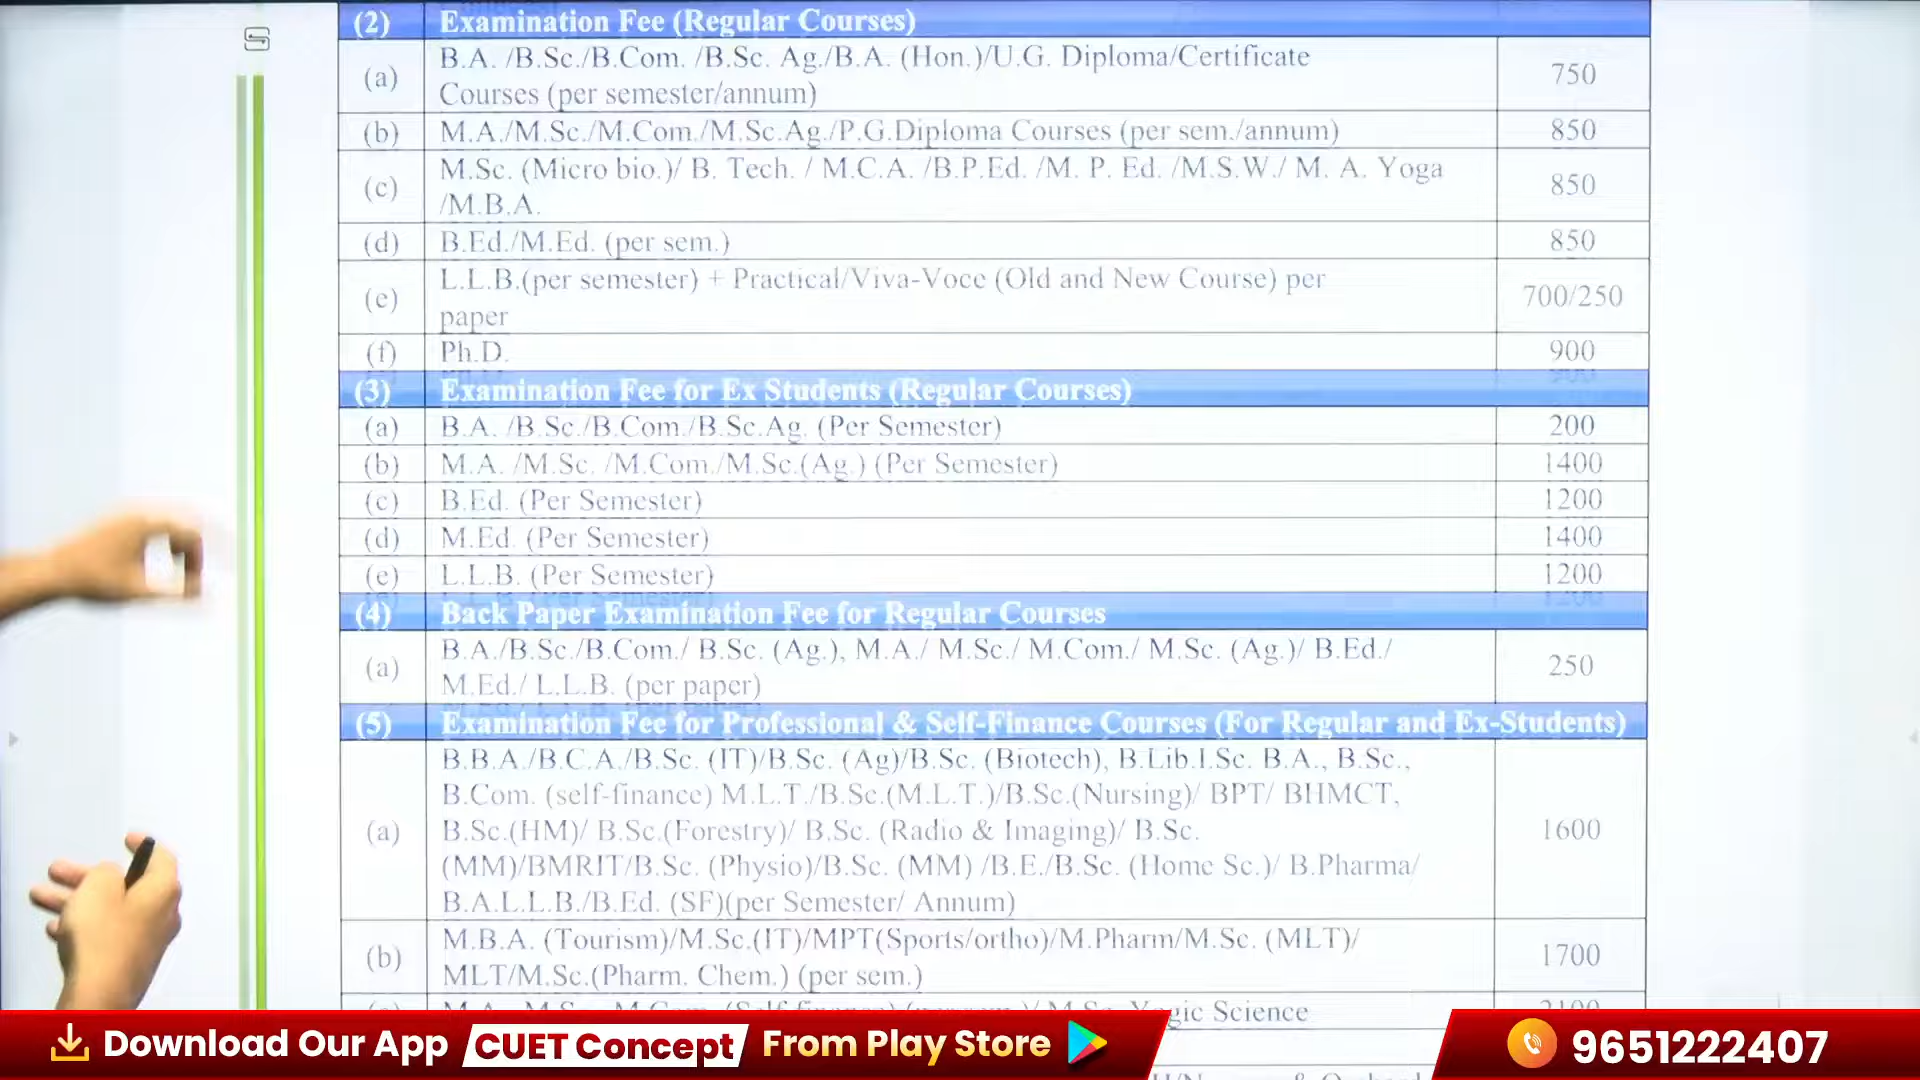 (2) Examination Fee (Regular Courses)
(a) B.A. /B.Sc./B.Com. /B.Sc. Ag./B.A. (Hon.)/U.G. Diploma/Certificate
Courses (per semester/annum) 750
(b) M.A./M.Sc./M.Com./M.Sc.Ag./P.G.Diploma Courses (per sem./annum) 850
(c) M.Sc. (Micro bio.)/ B. Tech. / M.C.A. /B.P.Ed. /M. P. Ed. /M.S.W./ M. A. Yoga
/M.B.A. 850
(d) B.Ed./M.Ed. (per sem.) 850
(e) L.L.B.(per semester) + Practical/Viva-Voce (Old and New Course) per
paper 700/250
(f) Ph.D. 900
(3) Examination Fee for Ex Students (Regular Courses)
(a) B.A. /B.Sc./B.Com./B.Sc.Ag. (Per Semester) 200
(b) M.A. /M.Sc. /M.Com./M.Sc.(Ag.) (Per Semester) 1400
(c) B.Ed. (Per Semester) 1200
(d) M.Ed. (Per Semester) 1400
(e) L.L.B. (Per Semester) 1200
(4) Back Paper Examination Fee for Regular Courses
(a) B.A./B.Sc./B.Com./ B.Sc. (Ag.), M.A./ M.Sc./ M.Com./ M.Sc. (Ag.)/ B.Ed./
M.Ed./ L.L.B. (per paper) 250
(5) Examination Fee for Professional & Self-Finance Courses (For Regular and Ex-Students)
(a) B.B.A./B.C.A./B.Sc. (IT)/B.Sc. (Ag)/B.Sc. (Biotech), B.Lib.I.Sc. B.A., B.Sc.,
B.Com. (self-finance) M.L.T./B.Sc.(M.L.T.)/B.Sc.(Nursing)/ BPT/ BHMCT,
B.Sc.(HM)/ B.Sc.(Forestry)/ B.Sc. (Radio & Imaging)/ B.Sc. 1600
(MM)/BMRIT/B.Sc. (Physio)/B.Sc. (MM) /B.E./B.Sc. (Home Sc.)/ B.Pharma/
B.A.L.L.B./B.Ed. (SF)(per Semester/ Annum)
(b) M.B.A. (Tourism)/M.Sc.(IT)/MPT(Sports/ortho)/M.Pharm/M.Sc. (MLT)/
MLT/M.Sc.(Pharm. Chem.) (per sem.) 1700
Science
Download Our App CUET Concept From Play Store
9651222407